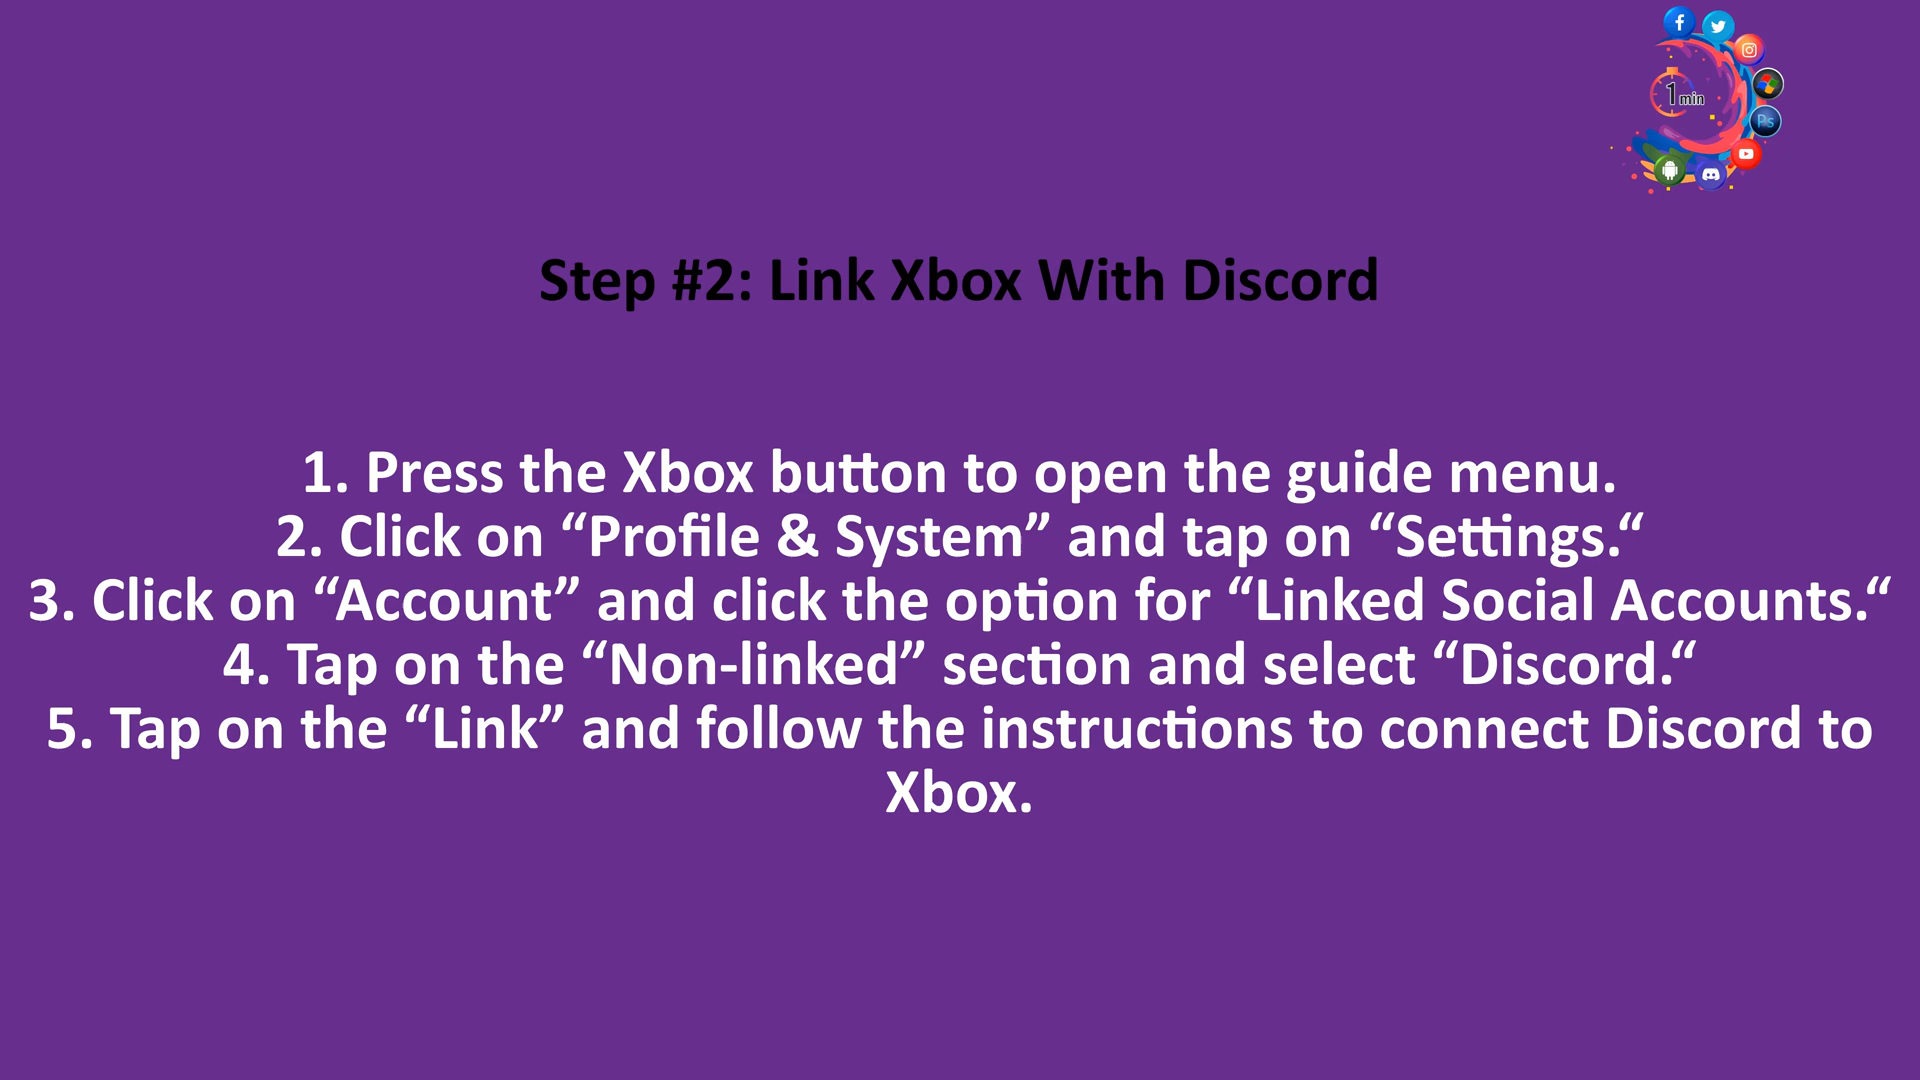 1 min
Ps
Step #2: Link Xbox With Discord
1. Press the Xbox button to open the guide menu.
2. Click on “Profile & System” and tap on “Settings.“
3. Click on “Account” and click the option for “Linked Social Accounts.“
4. Tap on the “Non-linked” section and select “Discord.“
5. Tap on the “Link” and follow the instructions to connect Discord to
Xbox.